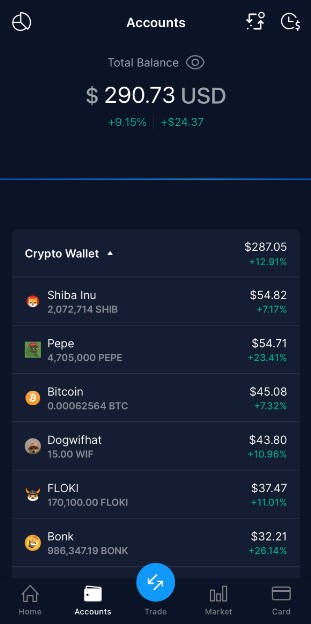 Accounts
Total Balance
$ 290.73 USD
+9.15% +$24.37
Crypto Wallet $287.05
+12.91%
Shiba Inu $54.82
2,072,714 SHIB +7.17%
Pepe $54.71
4,705,000 PEPE +23.41%
Bitcoin $45.08
0.00062564 BTC +7.32%
Dogwifhat $43.80
15.00 WIF +10.96%
FLOKI $37.47
170,100.00 FLOKI +11.01%
Bonk $32.21
986,347.19 BONK +26.14%
Home Accounts Trade Market Card